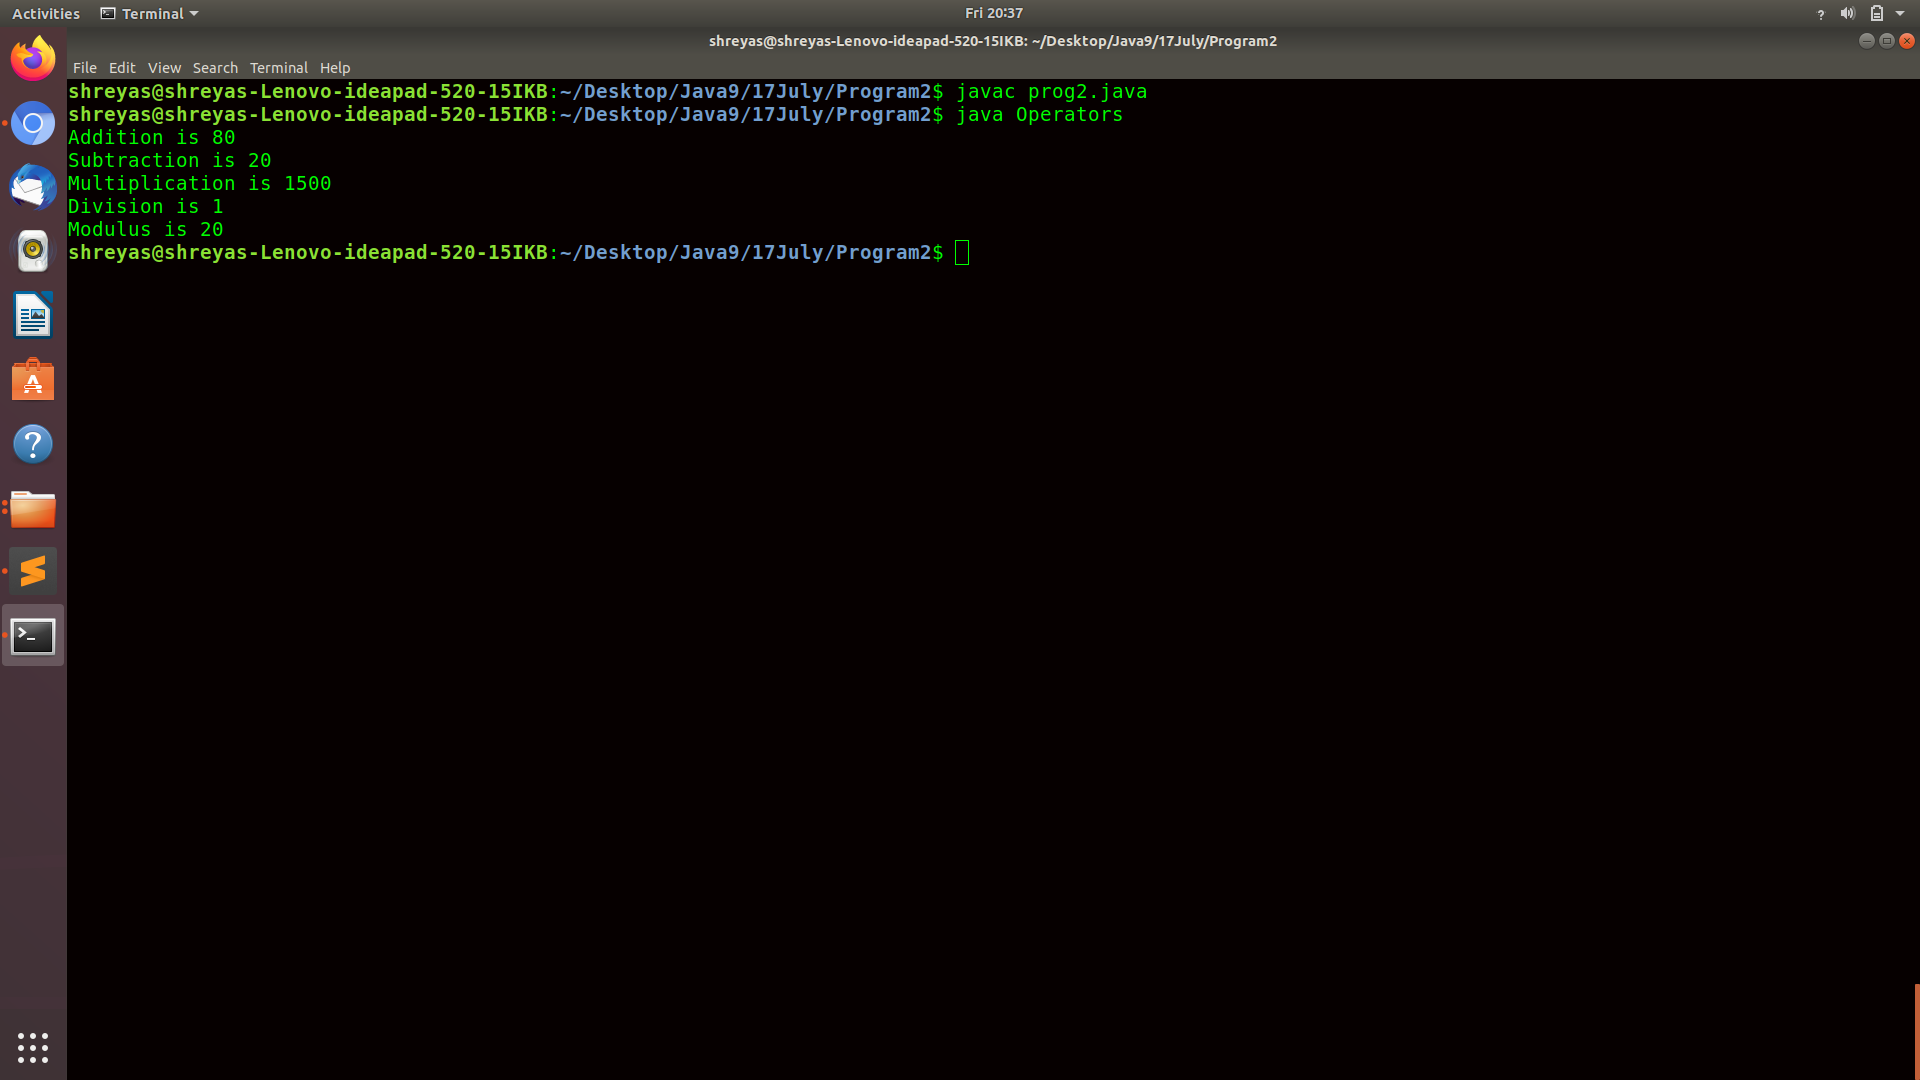 Activities Terminal Fri 20:37
shreyas@shreyas-Lenovo-ideapad-520-15IKB: ~/Desktop/Java9/17July/Program2
File Edit View Search Terminal Help
shreyas@shreyas-Lenovo-ideapad-520-15IKB:~/Desktop/Java9/17July/Program2$ javac prog2.java
shreyas@shreyas-Lenovo-ideapad-520-15IKB:~/Desktop/Java9/17July/Program2$ java Operators
Addition is 80
Subtraction is 20
Multiplication is 1500
Division is 1
Modulus is 20
shreyas@shreyas-Lenovo-ideapad-520-15IKB:~/Desktop/Java9/17July/Program2$